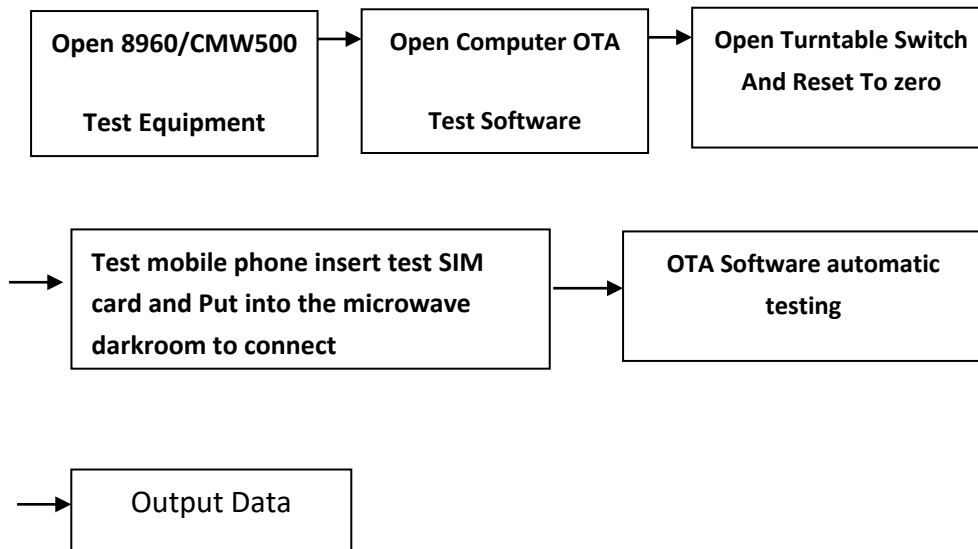 Open 8960/CMW500
Test Equipment
Open Computer OTA
Test Software
Open Turntable Switch
And Reset To zero
Test mobile phone insert test SIM
card and Put into the microwave
darkroom to connect
OTA Software automatic
testing
Output Data